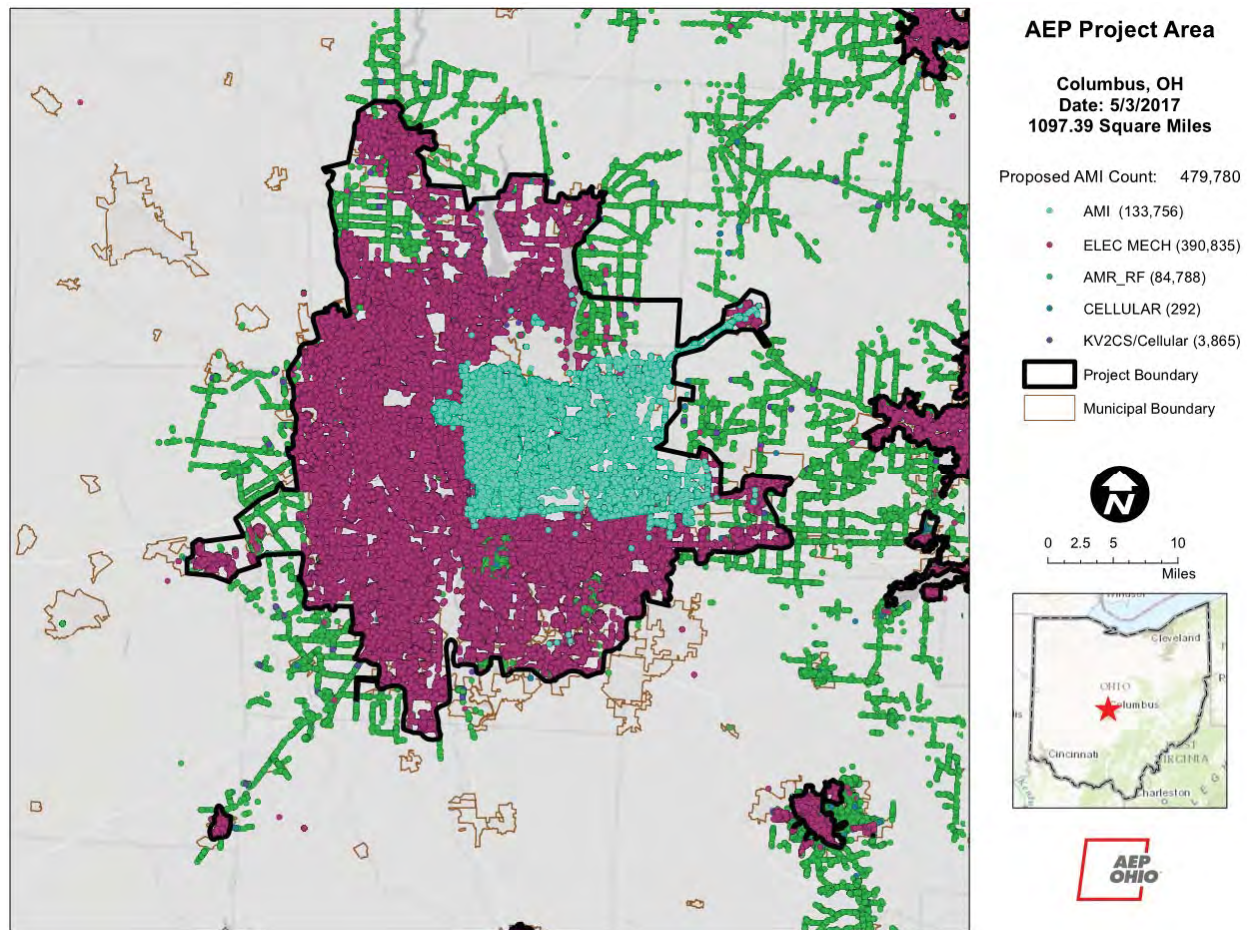 AEP Project Area
Columbus, OH
Date: 5/3/2017
1097.39 Square Miles
Proposed AMI Count: 479,780
AMI (133,756)
ELEC MECH (390,835)
AMR_RF (84,788)
CELLULAR (292)
KV2CS/Cellular (3,865)
Project Boundary
Municipal Boundary
N
0 2.5 5 10
Miles
Windsor
Cleveland
OHIO
Columbus
Cincinnati
VIRGINIA
Charleston
AEP
OHIO